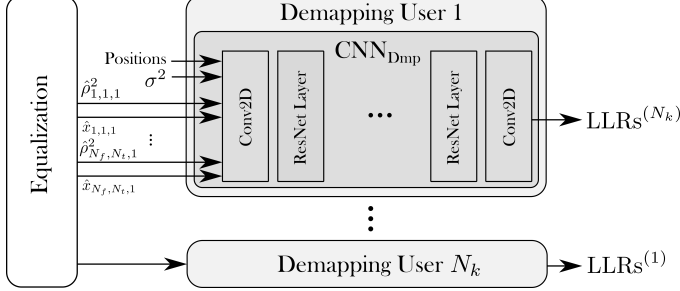 Demapping User 1
CNN_Dmp
Positions
σ²
ρ̂²_{1,1,1}
x̂_{1,1,1}
⋮
ρ̂²_{N_f,N_t,1}
x̂_{N_f,N_t,1}
Equalization
Conv2D
ResNet Layer
...
ResNet Layer
Conv2D
LLRs^{(N_k)}
⋮
Demapping User N_k
LLRs^{(1)}